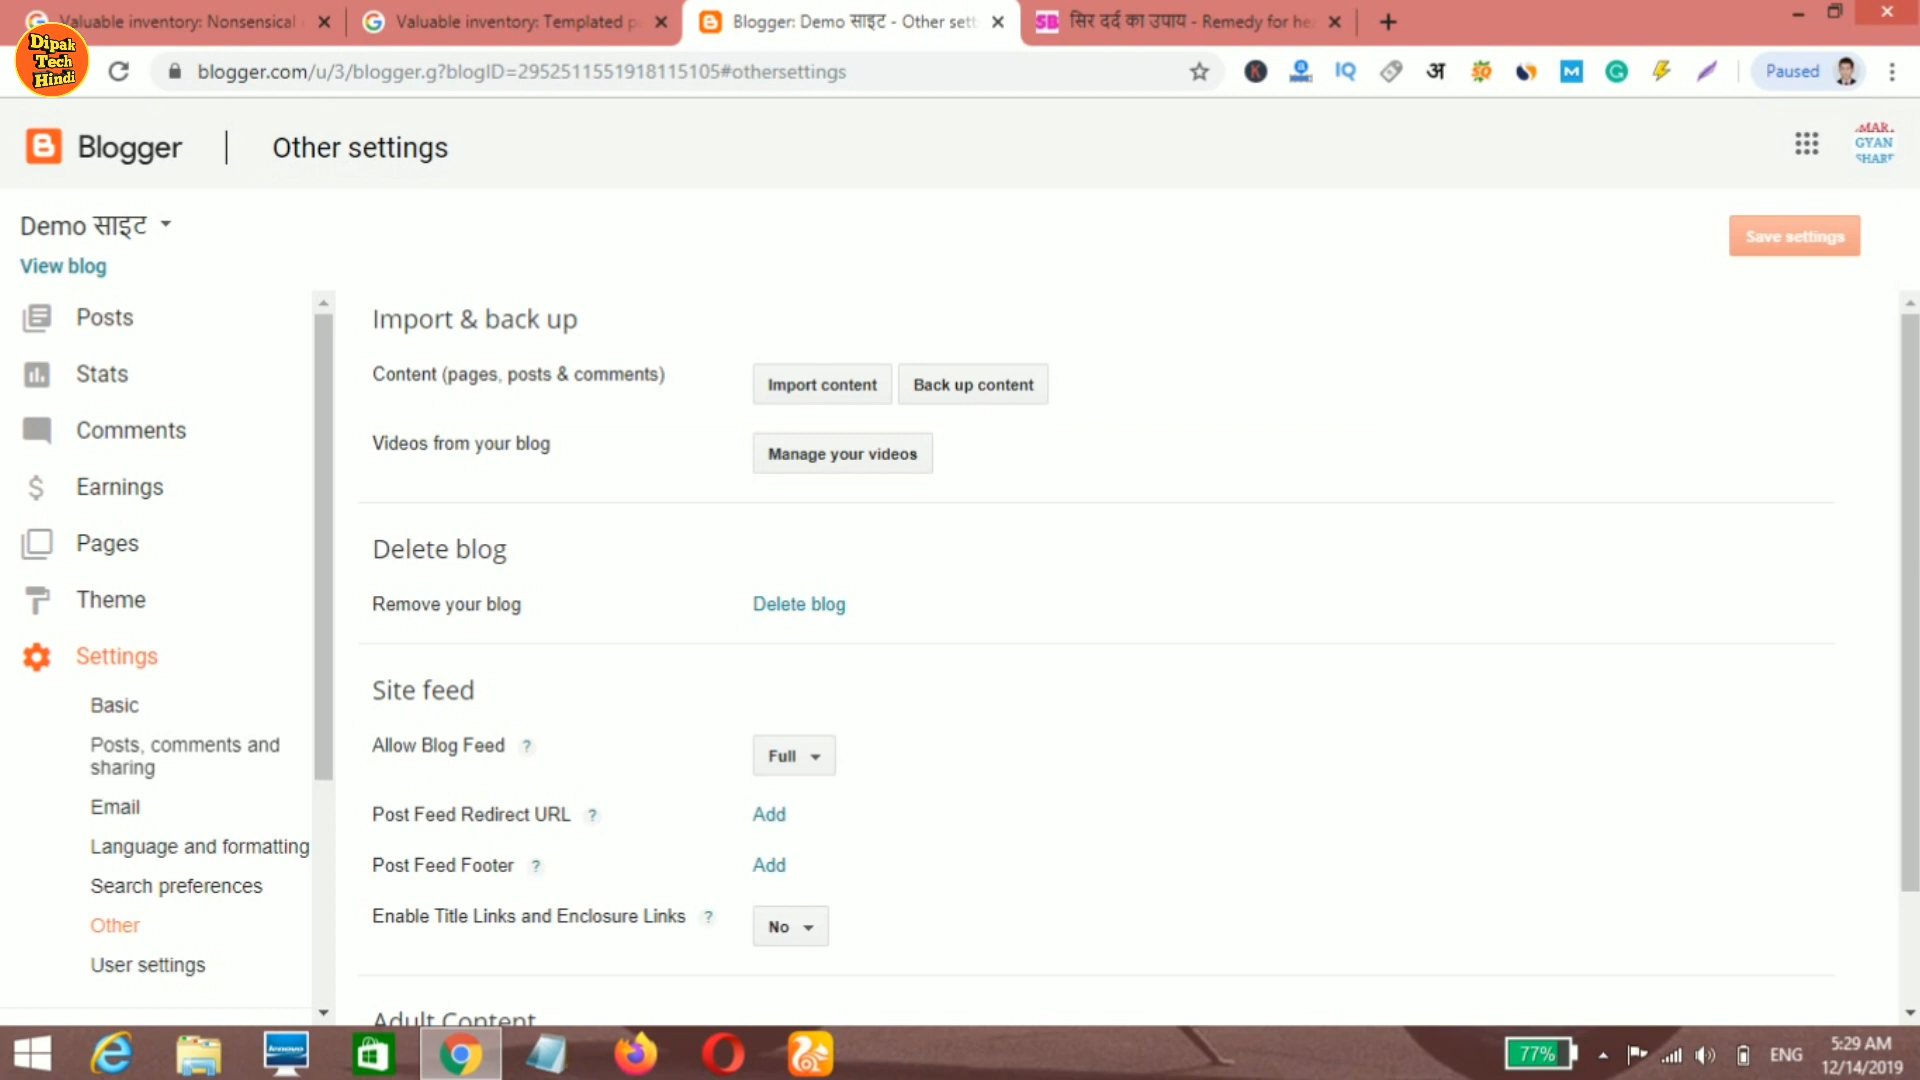 Valuable inventory: Nonsensical
Valuable inventory: Templated p
Blogger: Demo साइट - Other sett
सिर दर्द का उपाय - Remedy for he
Dipak
Tech
Hindi
blogger.com/u/3/blogger.g?blogID=2952511551918115105#othersettings
Paused
Blogger
Other settings
MAR
GYAN
SHARE
Demo साइट
View blog
Save settings
Posts
Stats
Comments
Earnings
Pages
Theme
Settings
Basic
Posts, comments and
sharing
Email
Language and formatting
Search preferences
Other
User settings
Import & back up
Content (pages, posts & comments)
Import content
Back up content
Videos from your blog
Manage your videos
Delete blog
Remove your blog
Delete blog
Site feed
Allow Blog Feed ?
Full
Post Feed Redirect URL ?
Add
Post Feed Footer ?
Add
Enable Title Links and Enclosure Links ?
No
Adult Content
77%
ENG
5:29 AM
12/14/2019